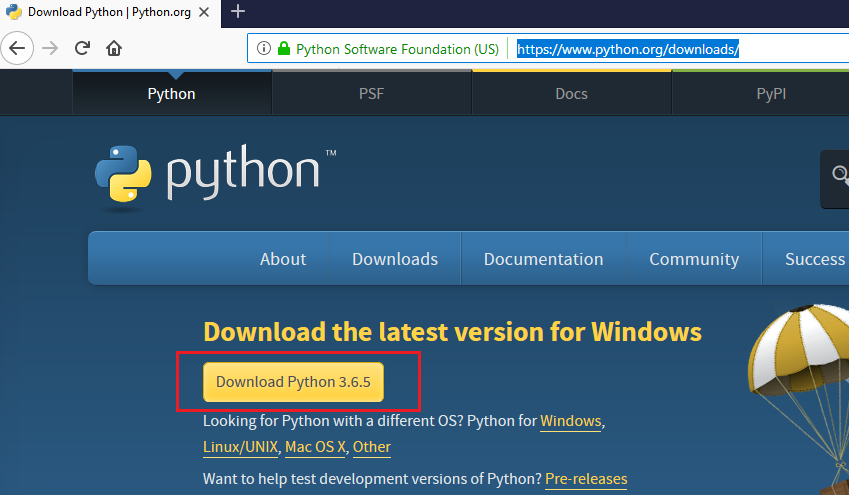 Download Python | Python.org
Python Software Foundation (US) https://www.python.org/downloads/
Python PSF Docs PyPI
python™
About Downloads Documentation Community Success
Download the latest version for Windows
Download Python 3.6.5
Looking for Python with a different OS? Python for Windows,
Linux/UNIX, Mac OS X, Other
Want to help test development versions of Python? Pre-releases